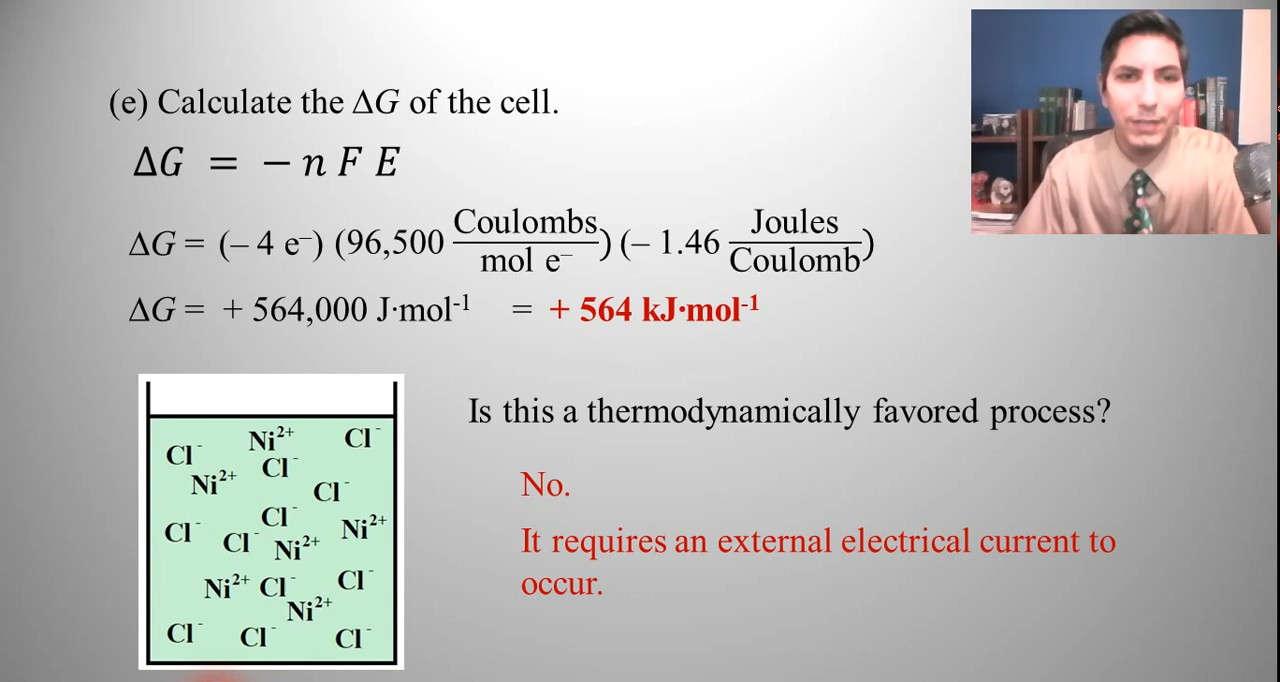 (e) Calculate the ΔG of the cell.
ΔG = − n F E
ΔG = (– 4 e⁻) (96,500 Coulombs/mol e⁻) (– 1.46 Joules/Coulomb)
ΔG = + 564,000 J·mol⁻¹ = + 564 kJ·mol⁻¹
Is this a thermodynamically favored process?
No.
It requires an external electrical current to
occur.
Cl⁻ Ni²⁺ Cl⁻
Cl⁻
Ni²⁺ Cl⁻
Cl⁻
Cl⁻ Cl⁻ Ni²⁺ Ni²⁺
Ni²⁺ Cl⁻ Cl⁻
Ni²⁺
Cl⁻ Cl⁻ Cl⁻